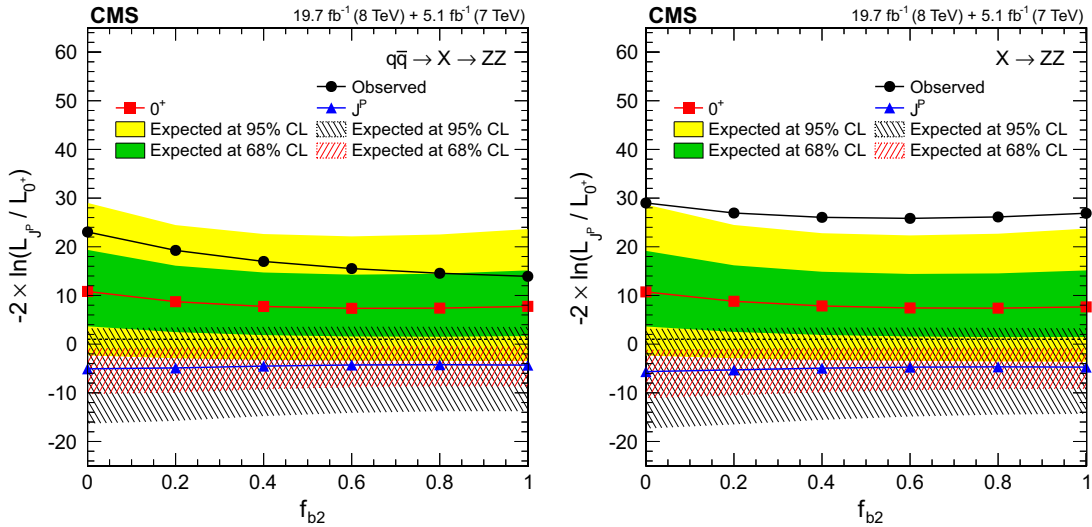 CMS 19.7 fb⁻¹ (8 TeV) + 5.1 fb⁻¹ (7 TeV)
qq̅ → X → ZZ
Observed
0⁺ Jᴾ
Expected at 95% CL Expected at 95% CL
Expected at 68% CL Expected at 68% CL
-2 × ln(L_Jᴾ / L_0⁺)
60
50
40
30
20
10
0
-10
-20
0 0.2 0.4 0.6 0.8 1
f_b2
CMS 19.7 fb⁻¹ (8 TeV) + 5.1 fb⁻¹ (7 TeV)
X → ZZ
Observed
0⁺ Jᴾ
Expected at 95% CL Expected at 95% CL
Expected at 68% CL Expected at 68% CL
-2 × ln(L_Jᴾ / L_0⁺)
60
50
40
30
20
10
0
-10
-20
0 0.2 0.4 0.6 0.8 1
f_b2